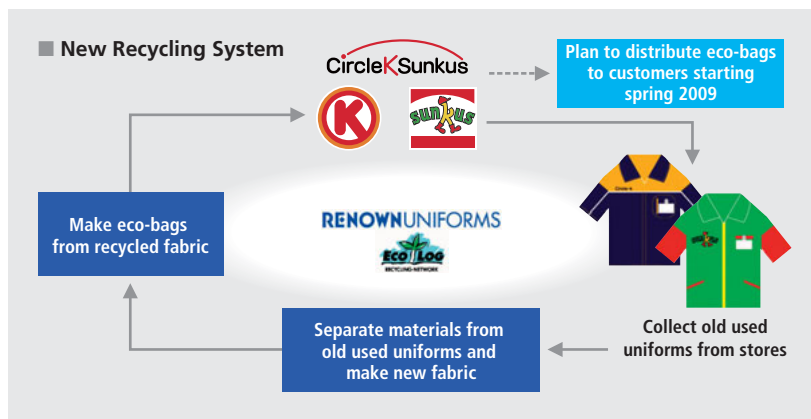 ■ New Recycling System
CircleKSunkus
Plan to distribute eco-bags
to customers starting
spring 2009
K
sunkus
Make eco-bags
from recycled fabric
RENOWNUNIFORMS
ECO LOG
RECYCLING-NETWORK
Circle K
Separate materials from
old used uniforms and
make new fabric
Collect old used
uniforms from stores